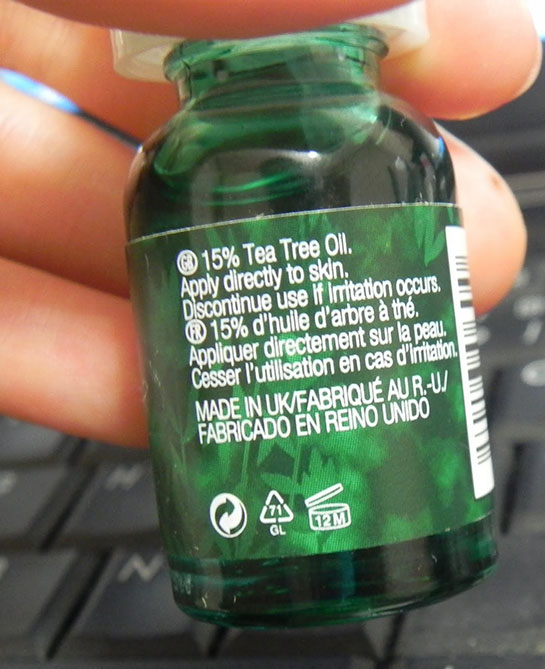 GB 15% Tea Tree Oil.
Apply directly to skin.
Discontinue use if irritation occurs.
FR 15% d'huile d'arbre à thé.
Appliquer directement sur la peau.
Cesser l'utilisation en cas d'irritation.
MADE IN UK/FABRIQUÉ AU R.-U/
FABRICADO EN REINO UNIDO
71
GL
12M
N